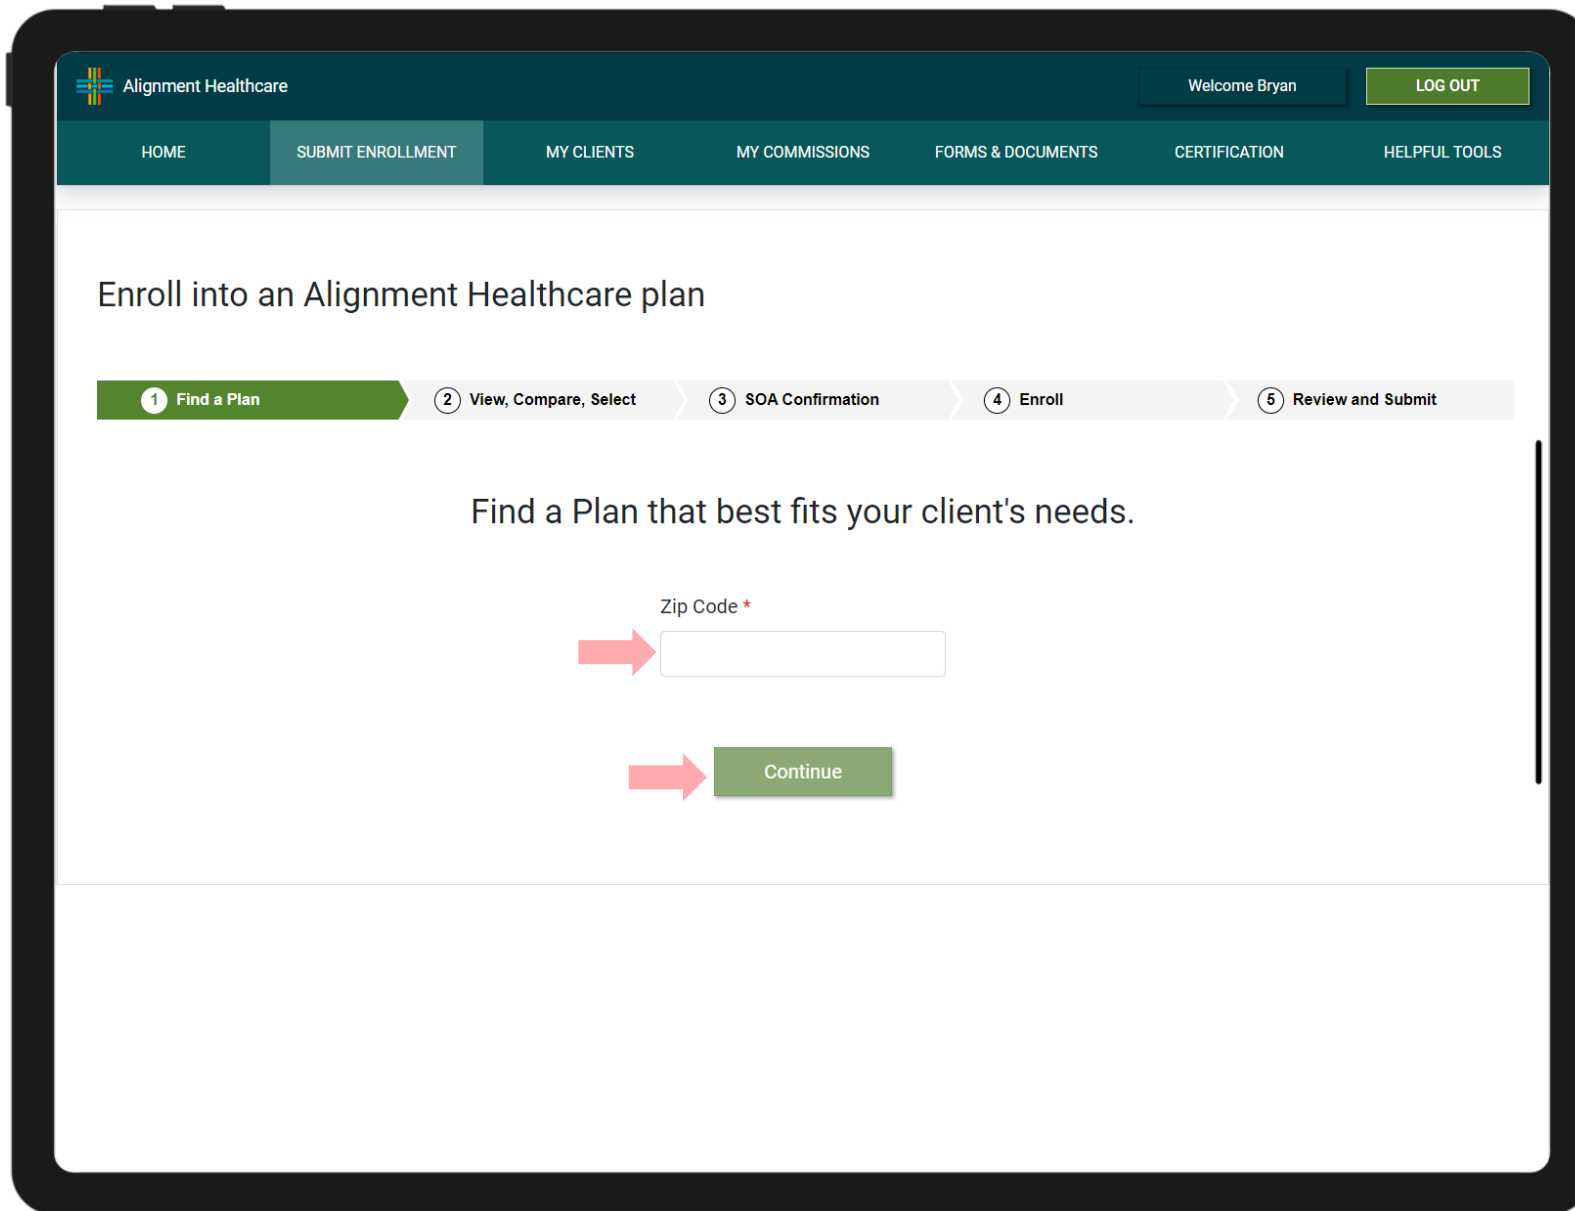 Alignment Healthcare
Welcome Bryan
LOG OUT
HOME
SUBMIT ENROLLMENT
MY CLIENTS
MY COMMISSIONS
FORMS & DOCUMENTS
CERTIFICATION
HELPFUL TOOLS
Enroll into an Alignment Healthcare plan
1 Find a Plan
2 View, Compare, Select
3 SOA Confirmation
4 Enroll
5 Review and Submit
Find a Plan that best fits your client's needs.
Zip Code *
Continue